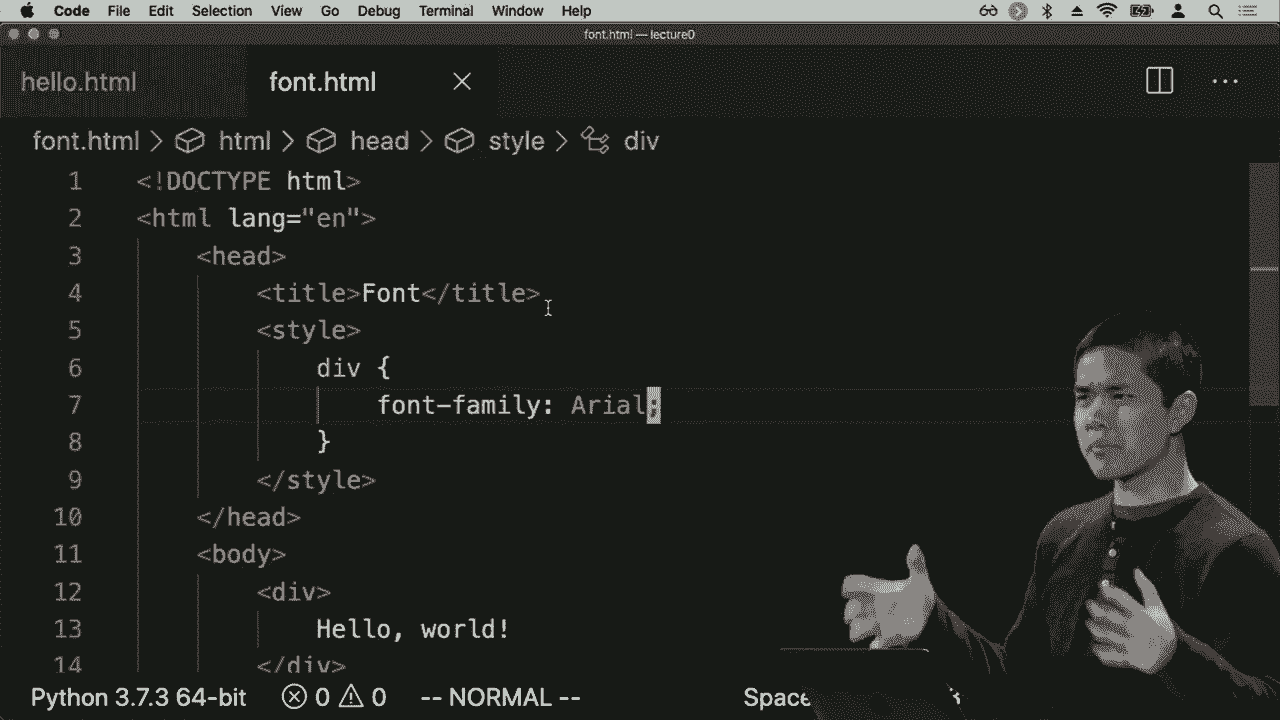 Code File Edit Selection View Go Debug Terminal Window Help
font.html — lecture0
hello.html font.html
font.html > html > head > style > div
1 <!DOCTYPE html>
2 <html lang="en">
3 <head>
4 <title>Font</title>
5 <style>
6 div {
7 font-family: Arial;
8 }
9 </style>
10 </head>
11 <body>
12 <div>
13 Hello, world!
14 </div>
Python 3.7.3 64-bit 0 0 -- NORMAL --